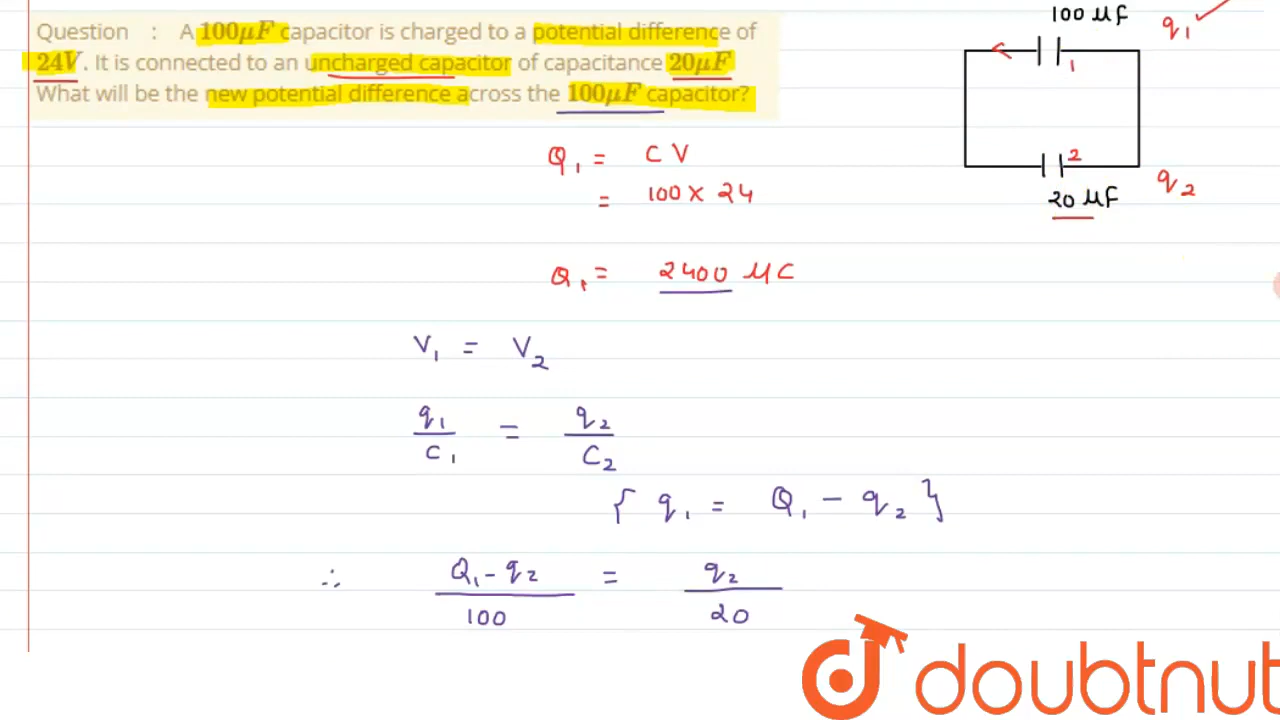 Question : A 100μF capacitor is charged to a potential difference of
24V. It is connected to an uncharged capacitor of capacitance 20μF
What will be the new potential difference across the 100μF capacitor?
100 μF
q₁
1
2
20 μF
q₂
Q₁ = C V
= 100 × 24
Q₁ = 2400 μC
V₁ = V₂
q₁/C₁ = q₂/C₂
{ q₁ = Q₁ − q₂ }
∴ Q₁ − q₂/100 = q₂/20
doubtnut